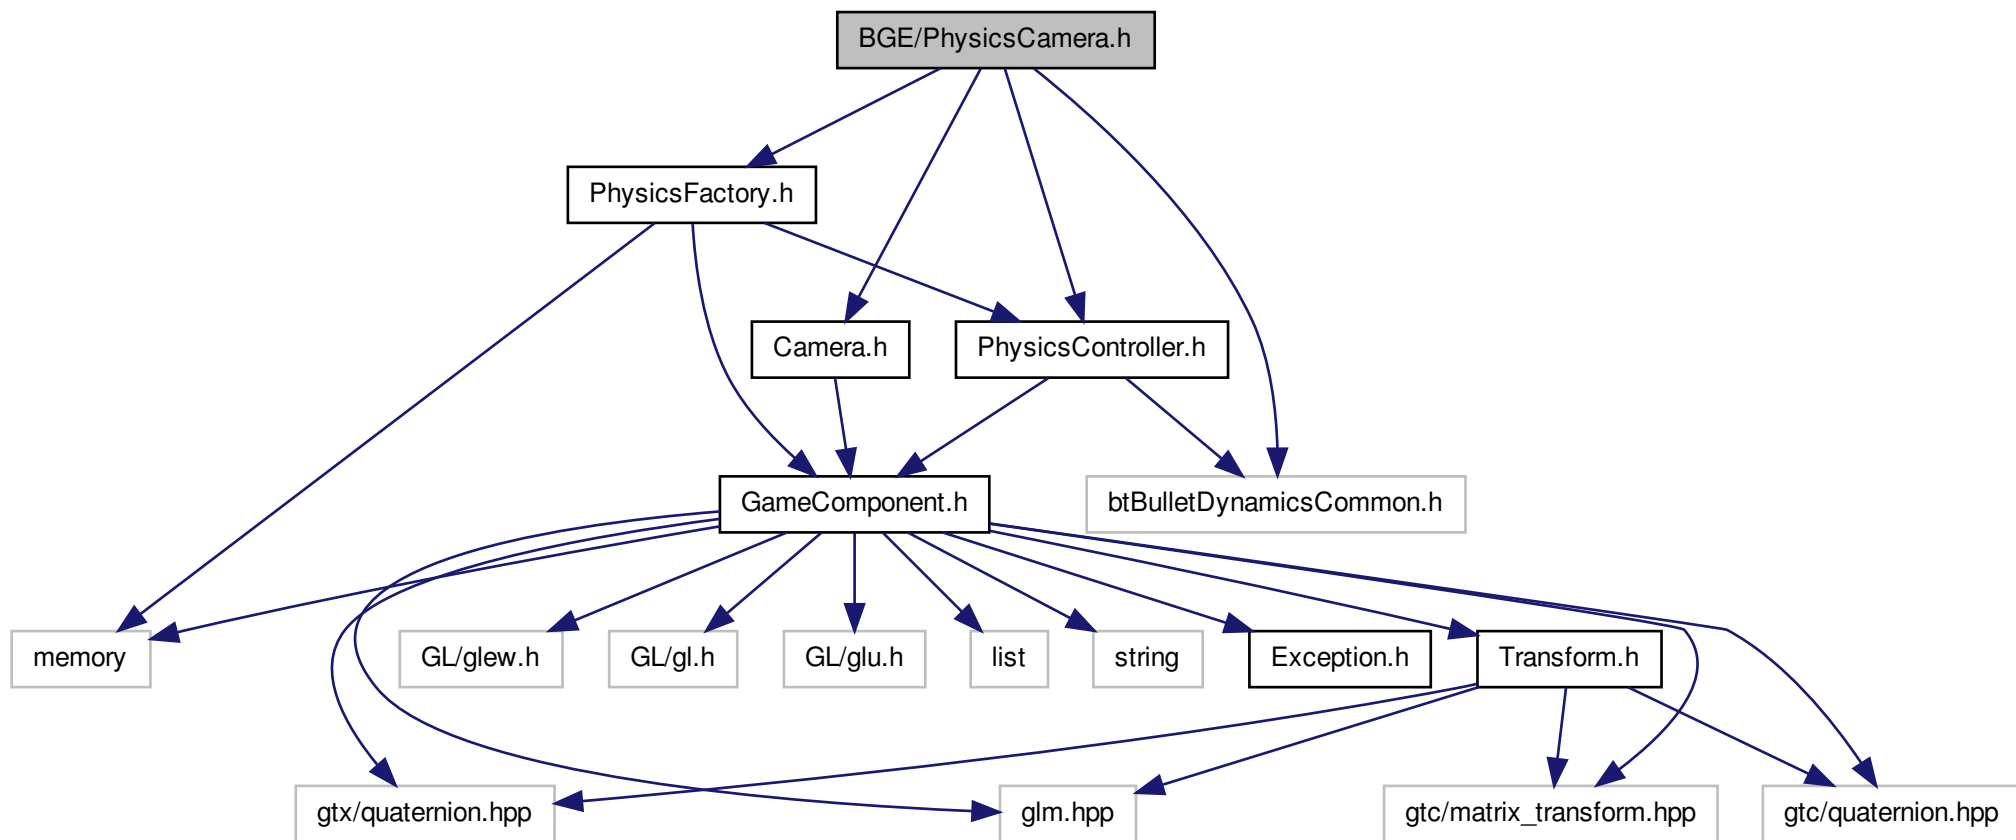 BGE/PhysicsCamera.h
PhysicsFactory.h
Camera.h
PhysicsController.h
GameComponent.h
btBulletDynamicsCommon.h
memory
GL/glew.h
GL/gl.h
GL/glu.h
list
string
Exception.h
Transform.h
gtx/quaternion.hpp
glm.hpp
gtc/matrix_transform.hpp
gtc/quaternion.hpp